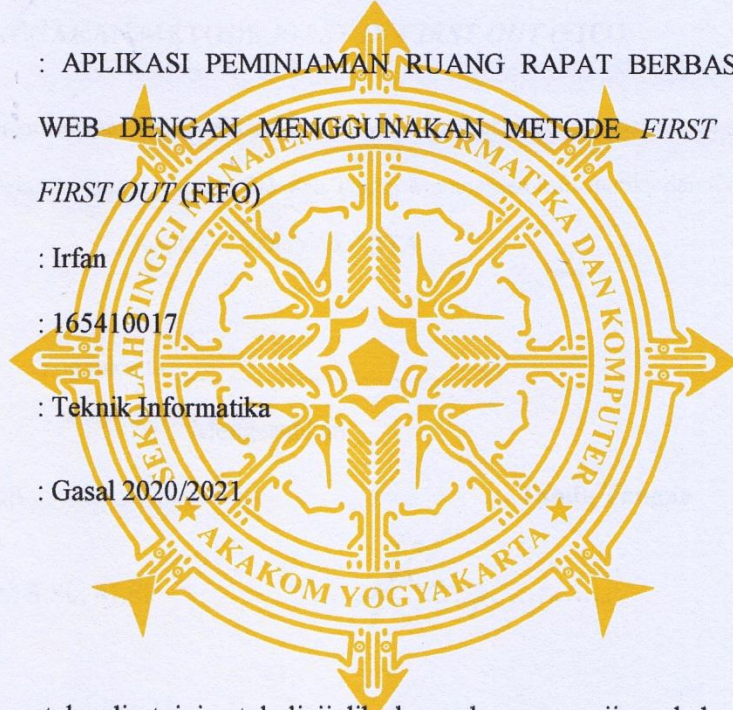 : APLIKASI PEMINJAMAN RUANG RAPAT BERBAS
WEB DENGAN MENGGUNAKAN METODE FIRST
FIRST OUT (FIFO)
: Irfan
: 165410017
: Teknik Informatika
: Gasal 2020/2021
SEKOLAH TINGGI MANAJEMEN INFORMATIKA DAN KOMPUTER
★ AKAKOM YOGYAKARTA ★